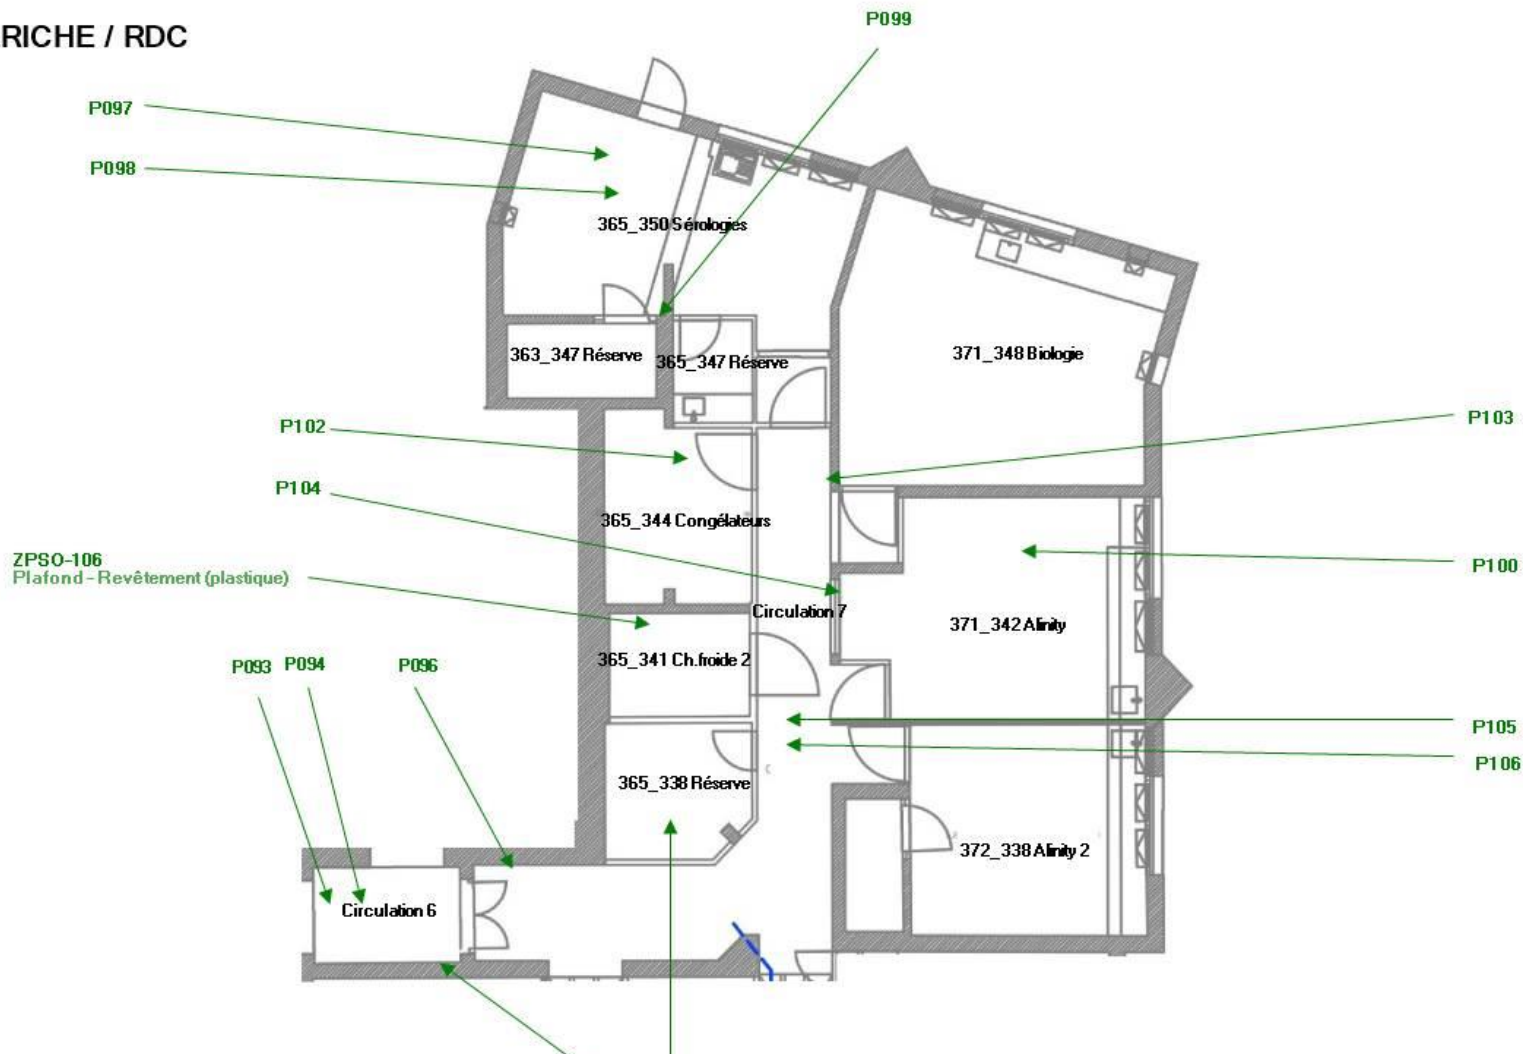 P099
RICHE / RDC
P097
P098
365_350 Sérologies
363_347 Réserve
365_347 Réserve
371_348 Biologie
P102
P103
P104
365_344 Congélateurs
ZPSO-106
Plafond - Revêtement (plastique)
P100
Circulation 7
371_342 Alinity
P093
P094
P096
365_341 Ch.froide 2
P105
P106
365_338 Réserve
372_338 Alinity 2
Circulation 6